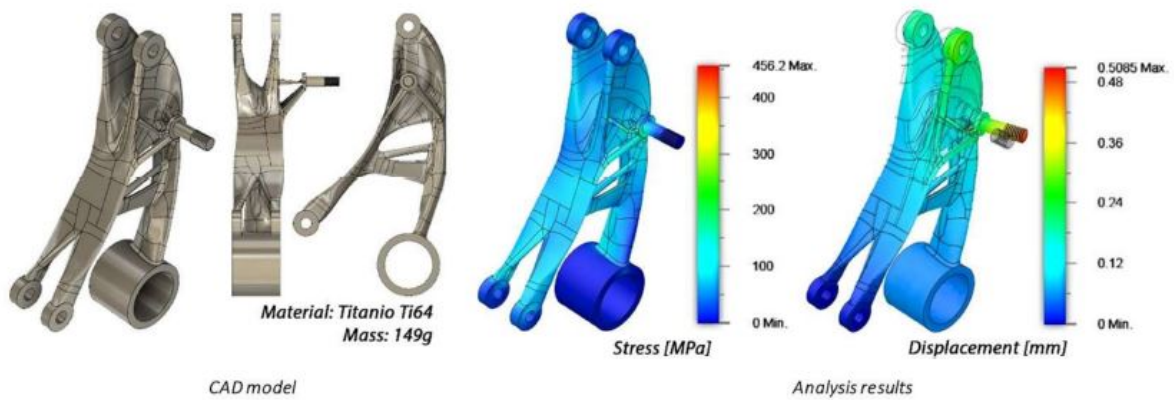 Material: Titanio Ti64
Mass: 149g
CAD model
456.2 Max.
400
300
200
100
0 Min.
Stress [MPa]
0.5085 Max.
0.48
0.36
0.24
0.12
0 Min.
Displacement [mm]
Analysis results